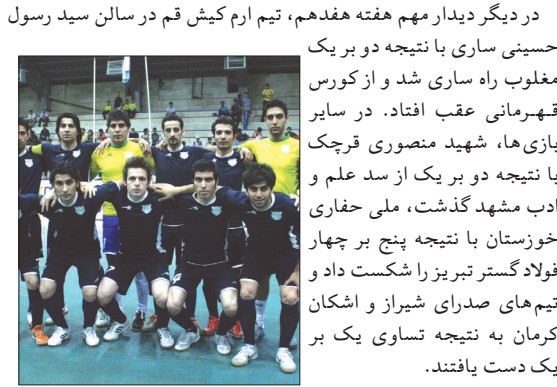 در دیگر دیدار مهم هفته هفدهم، تیم ارم کیش قم در سالن سید رسول
حسینی ساری با نتیجه دو بر یک
مغلوب راه ساری شد و از کورس
قهرمانی عقب افتاد. در سایر
بازی‌ها، شهید منصوری قرچک
با نتیجه دو بر یک از سد علم و
ادب مشهد گذشت، ملی حفاری
خوزستان با نتیجه پنج بر چهار
فولاد گستر تبریز را شکست داد و
تیم‌های صدرای شیراز و اشکان
کرمان به نتیجه تساوی یک بر
یک دست یافتند.